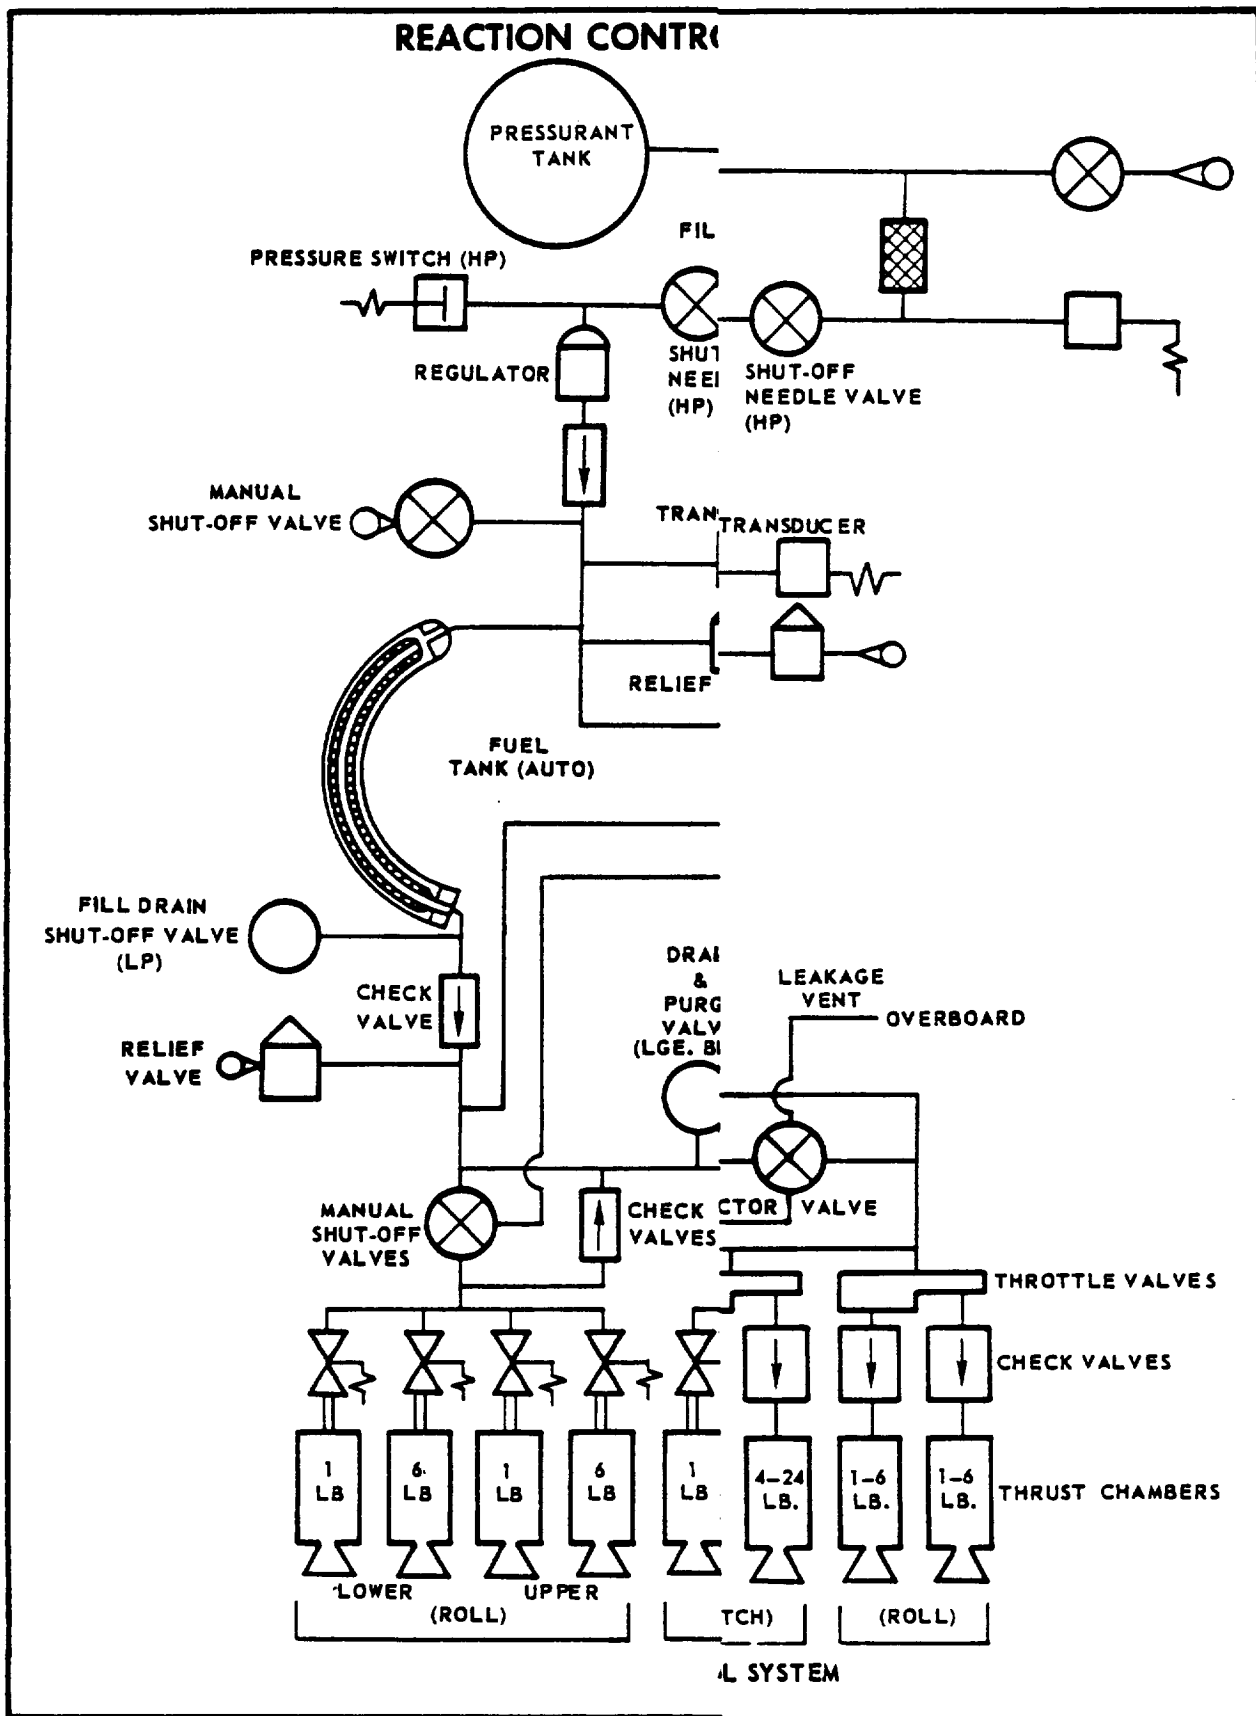 REACTION CONTR
PRESSURANT
TANK
FIL
PRESSURE SWITCH (HP)
REGULATOR
SHUT
NEE
(HP)
SHUT-OFF
NEEDLE VALVE
(HP)
MANUAL
SHUT-OFF VALVE
TRAN
TRANSDUCER
RELIEF
FUEL
TANK (AUTO)
FILL DRAIN
SHUT-OFF VALVE
(LP)
CHECK
VALVE
RELIEF
VALVE
DRAI
&
PURG
VALV
(LGE. B
LEAKAGE
VENT
OVERBOARD
MANUAL
SHUT-OFF
VALVES
CHECK
VALVES
CTOR VALVE
THROTTLE VALVES
CHECK VALVES
1
LB
6
LB
1
LB
6
LB
1
LB
4-24
LB.
1-6
LB.
1-6
LB.
THRUST CHAMBERS
LOWER
UPPER
(ROLL)
TCH)
(ROLL)
L SYSTEM